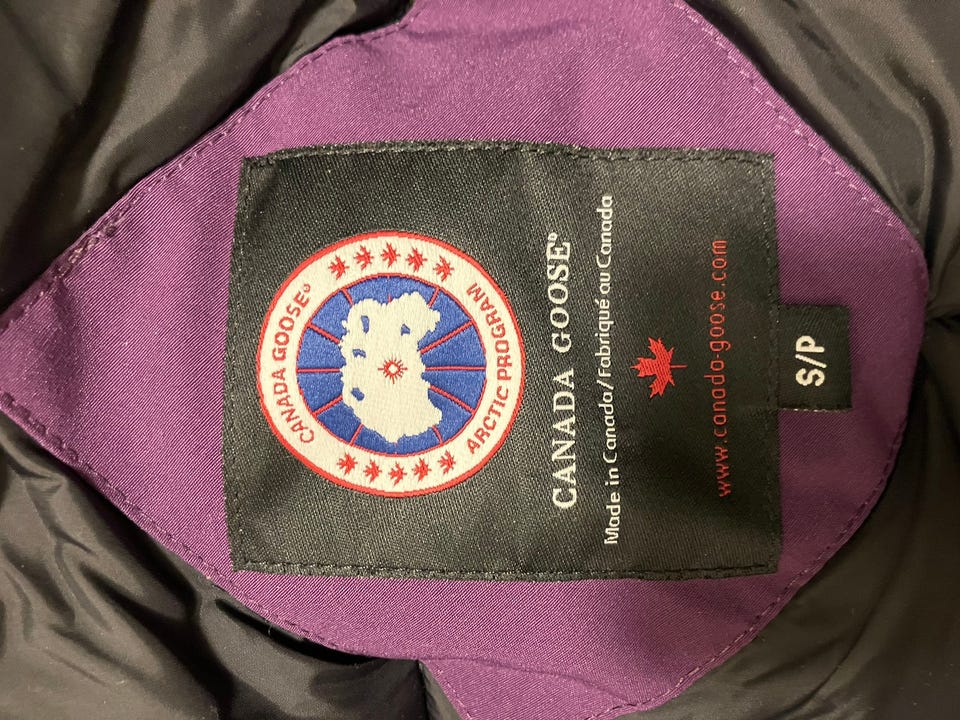 CANADA GOOSE®
ARCTIC PROGRAM
CANADA GOOSE®
Made in Canada/Fabriqué au Canada
www.canada-goose.com
S/P